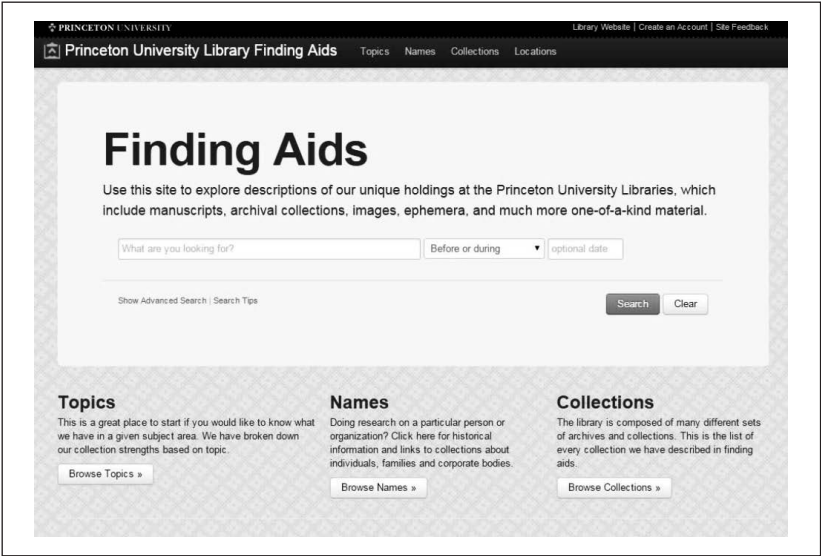 PRINCETON UNIVERSITY
Library Website | Create an Account | Site Feedback
Princeton University Library Finding Aids
Topics Names Collections Locations
Finding Aids
Use this site to explore descriptions of our unique holdings at the Princeton University Libraries, which
include manuscripts, archival collections, images, ephemera, and much more one-of-a-kind material.
What are you looking for? Before or during optional date
Show Advanced Search | Search Tips
Search Clear
Topics
This is a great place to start if you would like to know what
we have in a given subject area. We have broken down
our collection strengths based on topic.
Browse Topics »
Names
Doing research on a particular person or
organization? Click here for historical
information and links to collections about
individuals, families and corporate bodies.
Browse Names »
Collections
The library is composed of many different sets
of archives and collections. This is the list of
every collection we have described in finding
aids.
Browse Collections »